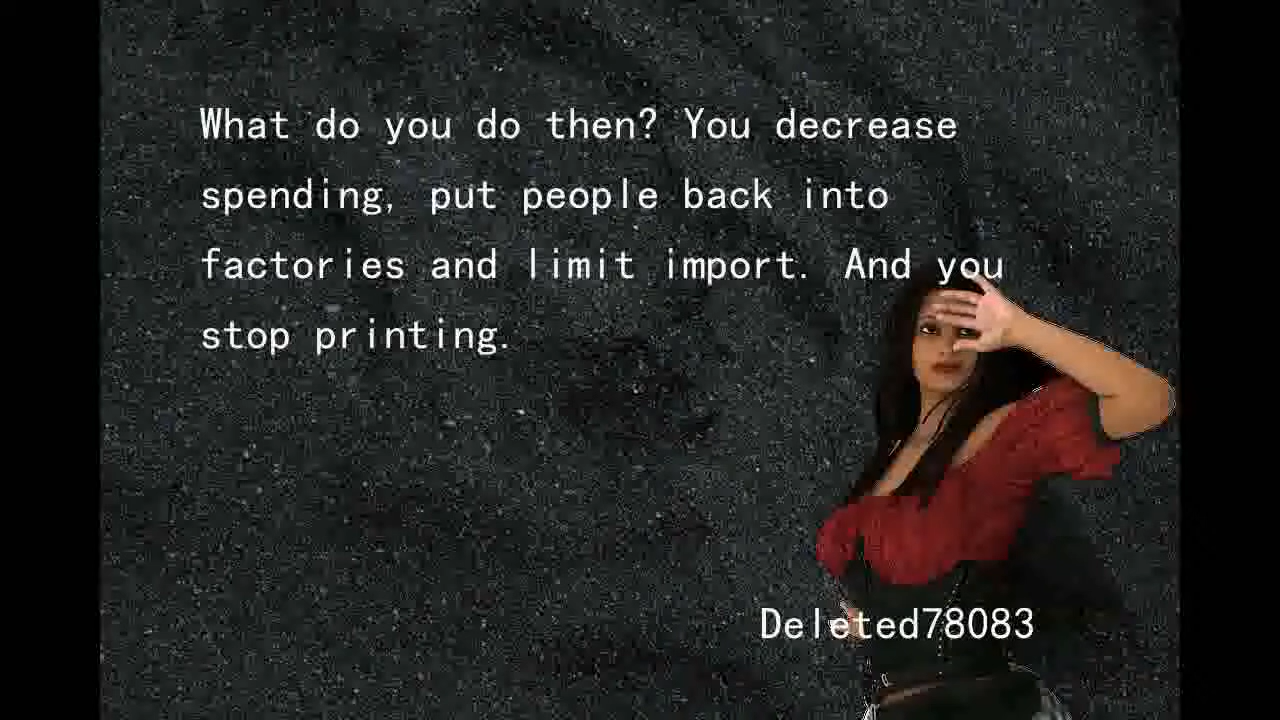 What do you do then? You decrease
spending, put people back into
factories and limit import. And you
stop printing.
Deleted78083